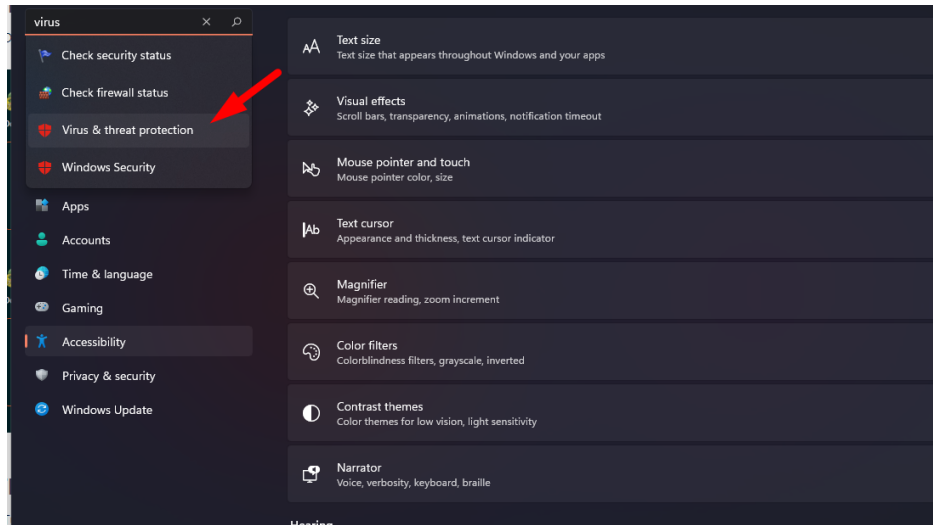 virus
Check security status
Check firewall status
Virus & threat protection
Windows Security
Apps
Accounts
Time & language
Gaming
Accessibility
Privacy & security
Windows Update
Text size
Text size that appears throughout Windows and your apps
Visual effects
Scroll bars, transparency, animations, notification timeout
Mouse pointer and touch
Mouse pointer color, size
Text cursor
Appearance and thickness, text cursor indicator
Magnifier
Magnifier reading, zoom increment
Color filters
Colorblindness filters, grayscale, inverted
Contrast themes
Color themes for low vision, light sensitivity
Narrator
Voice, verbosity, keyboard, braille
Hearing